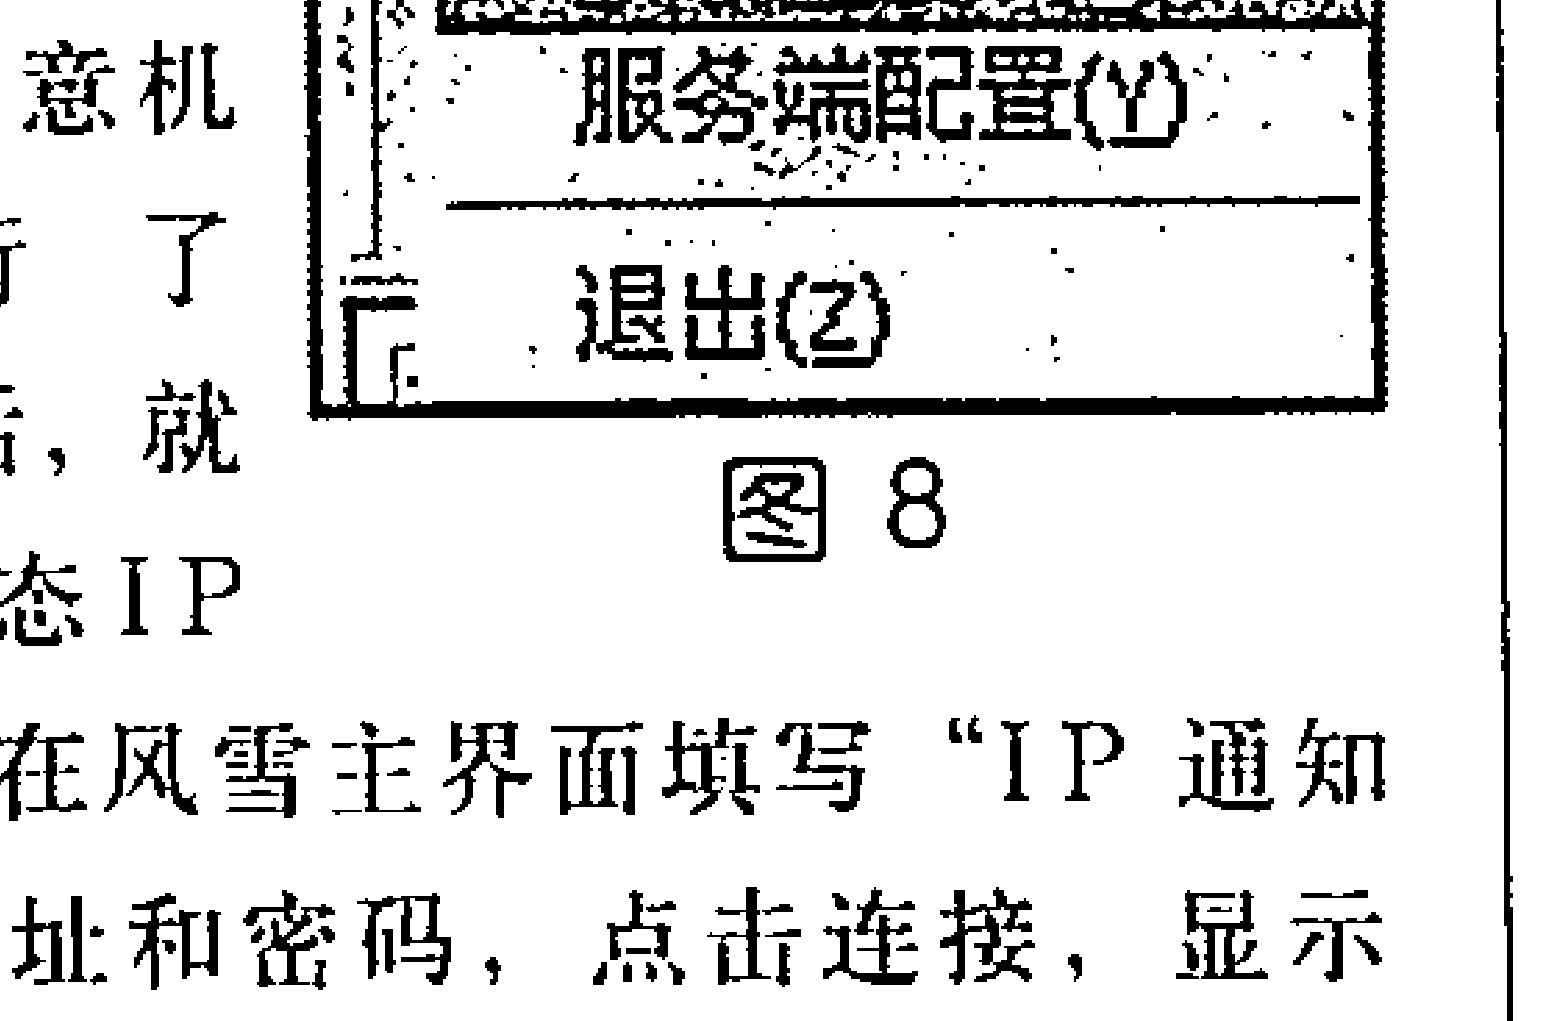 服务端配置(Y)
退出(Z)
图 8
意机
了
，就
态IP
在风雪主界面填写“IP 通知
址和密码，点击连接，显示